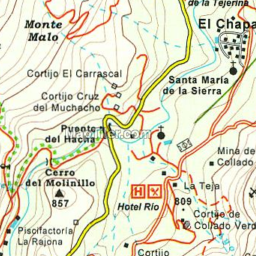 de la Tejerina
Monte
Malo
El Chapa
Cortijo El Carrascal
Santa María
de la Sierra
Cortijo Cruz
del Muchacho
Puente
del Hacha
Mina de
Collado
Cerro
del Molinillo
857
H
La Teja
Hotel Río
809
Cortijo de
Collado Verde
Pisolfactoría
La Rajona
Cortijo